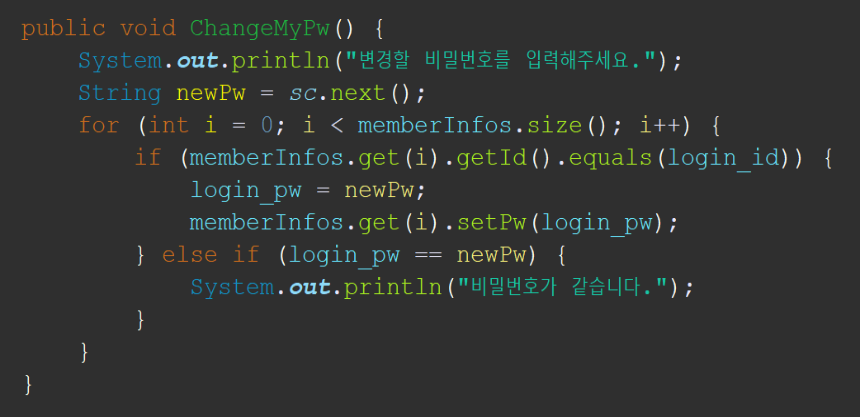 public void ChangeMyPw() {
System.out.println("변경할 비밀번호를 입력해주세요.");
String newPw = sc.next();
for (int i = 0; i < memberInfos.size(); i++) {
if (memberInfos.get(i).getId().equals(login_id)) {
login_pw = newPw;
memberInfos.get(i).setPw(login_pw);
} else if (login_pw == newPw) {
System.out.println("비밀번호가 같습니다.");
}
}
}